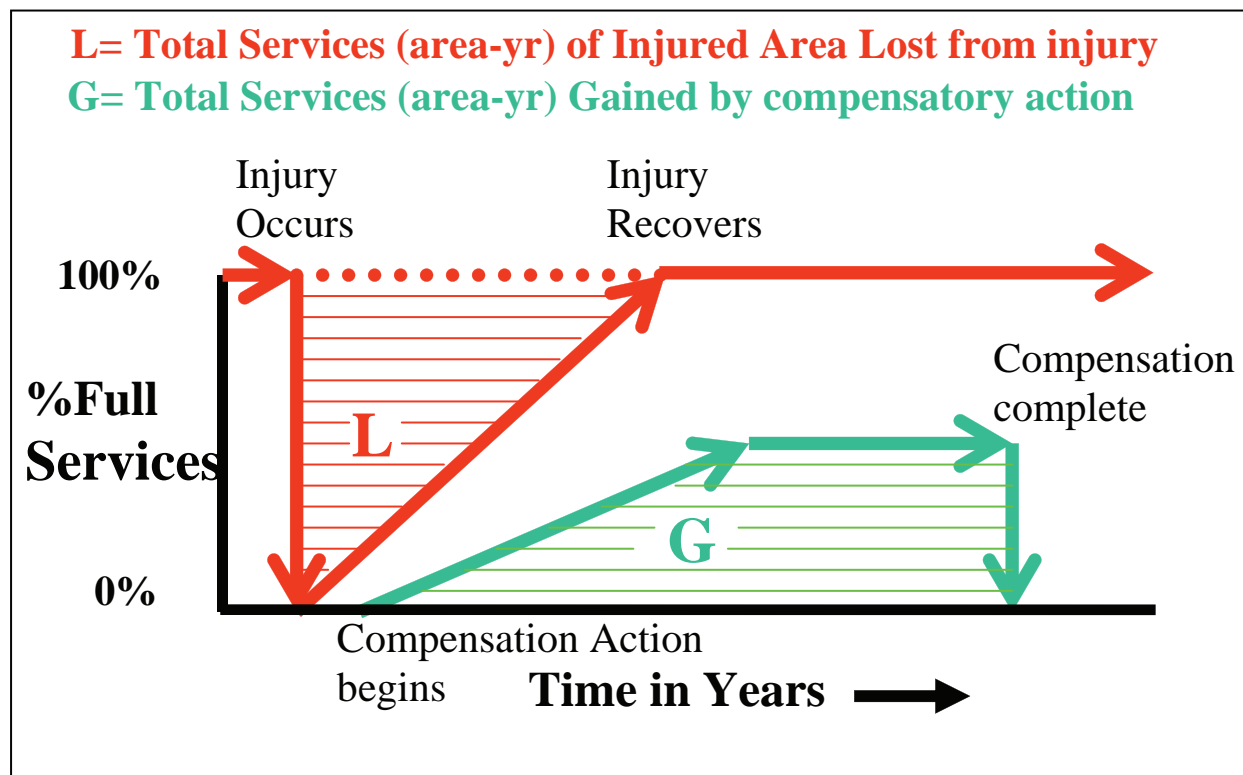 L= Total Services (area-yr) of Injured Area Lost from injury
G= Total Services (area-yr) Gained by compensatory action
Injury
Occurs
Injury
Recovers
100%
Compensation
complete
%Full
Services
L
G
0%
Compensation Action
begins
Time in Years